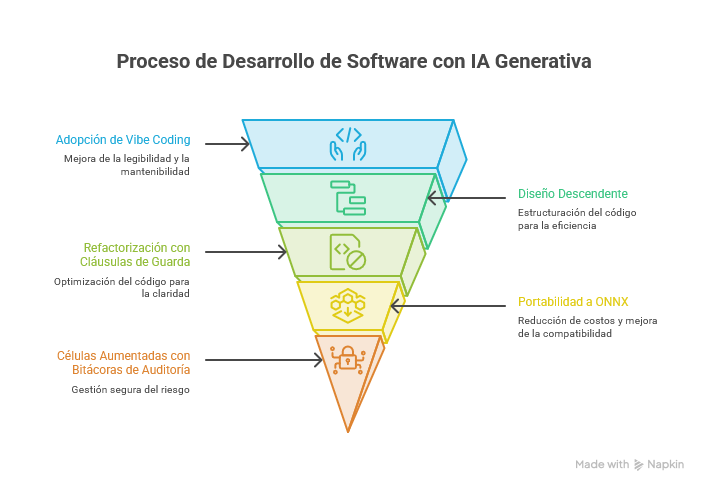 Proceso de Desarrollo de Software con IA Generativa
Adopción de Vibe Coding
Mejora de la legibilidad y la
mantenibilidad
Diseño Descendente
Estructuración del código
para la eficiencia
Refactorización con
Cláusulas de Guarda
Optimización del código para
la claridad
Portabilidad a ONNX
Reducción de costos y mejora
de la compatibilidad
Células Aumentadas con
Bitácoras de Auditoría
Gestión segura del riesgo
Made with Napkin